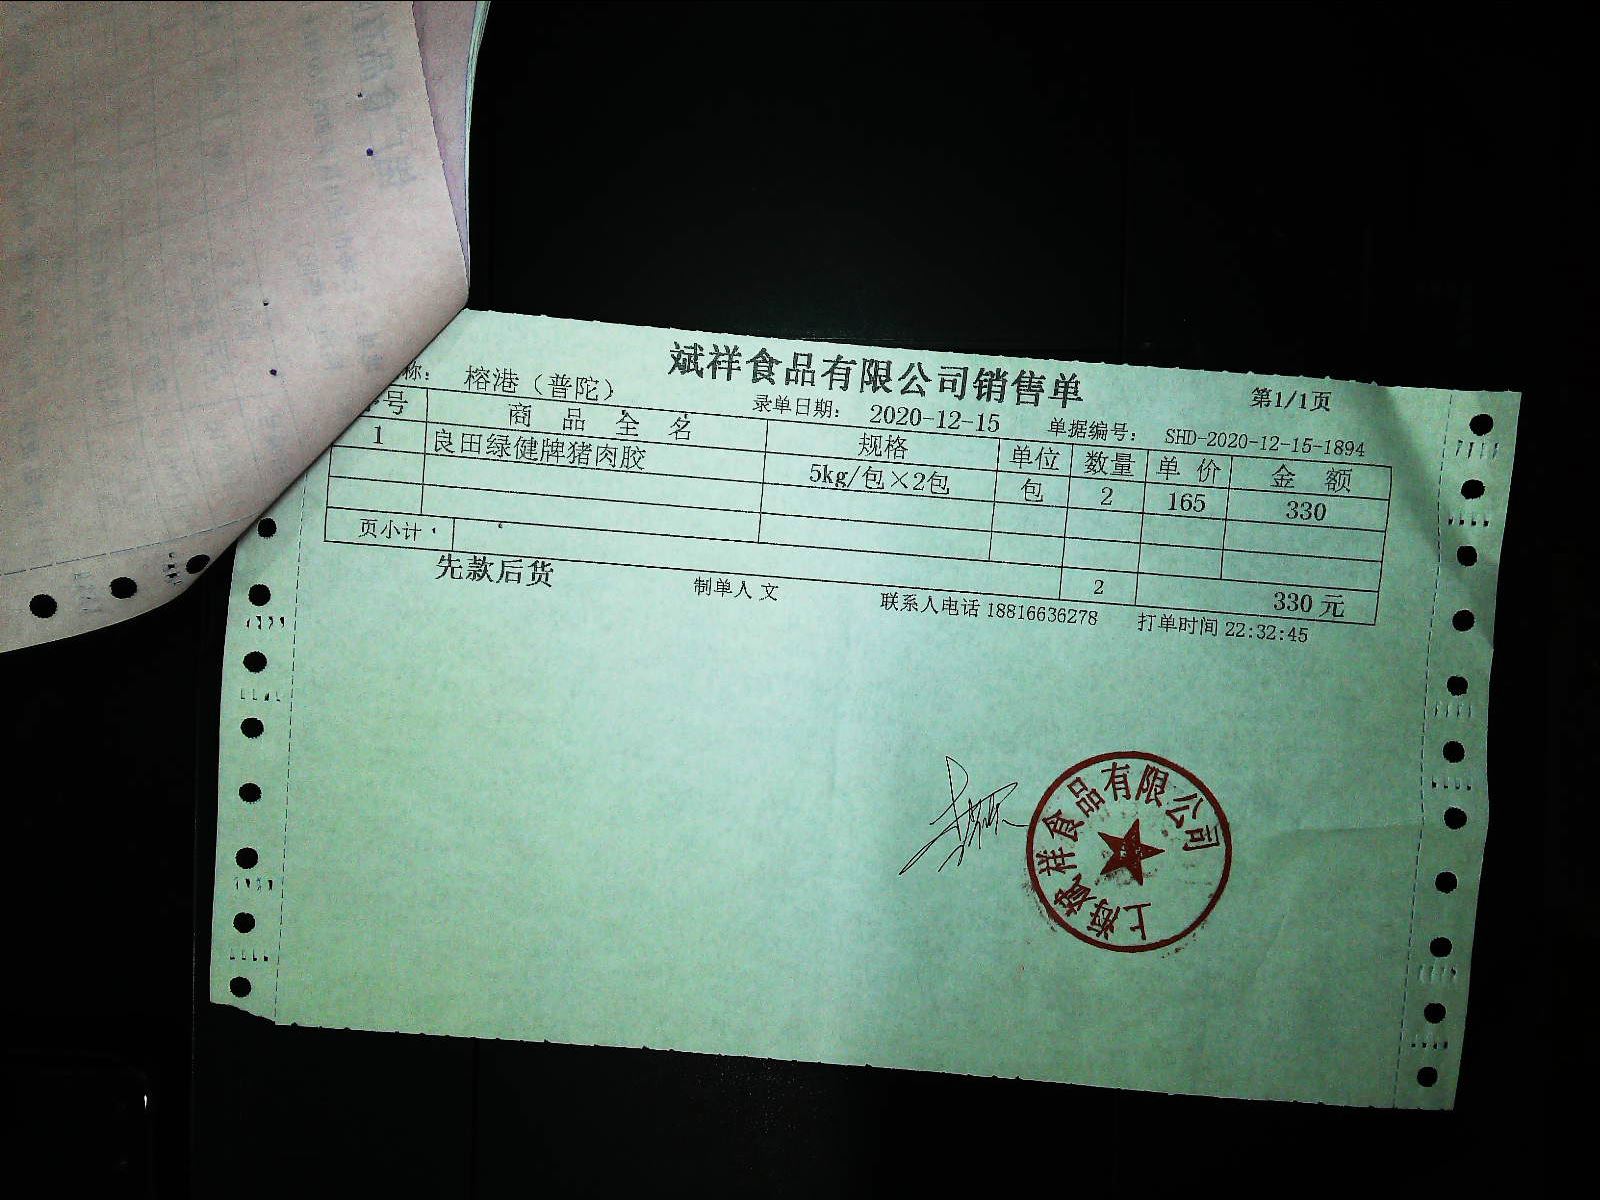 斌祥食品有限公司销售单
第1/1页
称: 榕港（普陀） 录单日期: 2020-12-15 单据编号: SHD-2020-12-15-1894
号 商 品 全 名 规格 单位 数量 单 价 金 额
1 良田绿健牌猪肉胶 5kg/包×2包 包 2 165 330
页小计 2 330 元
先款后货 制单人 文 联系人电话 18816636278 打单时间 22:32:45
上海斌祥食品有限公司